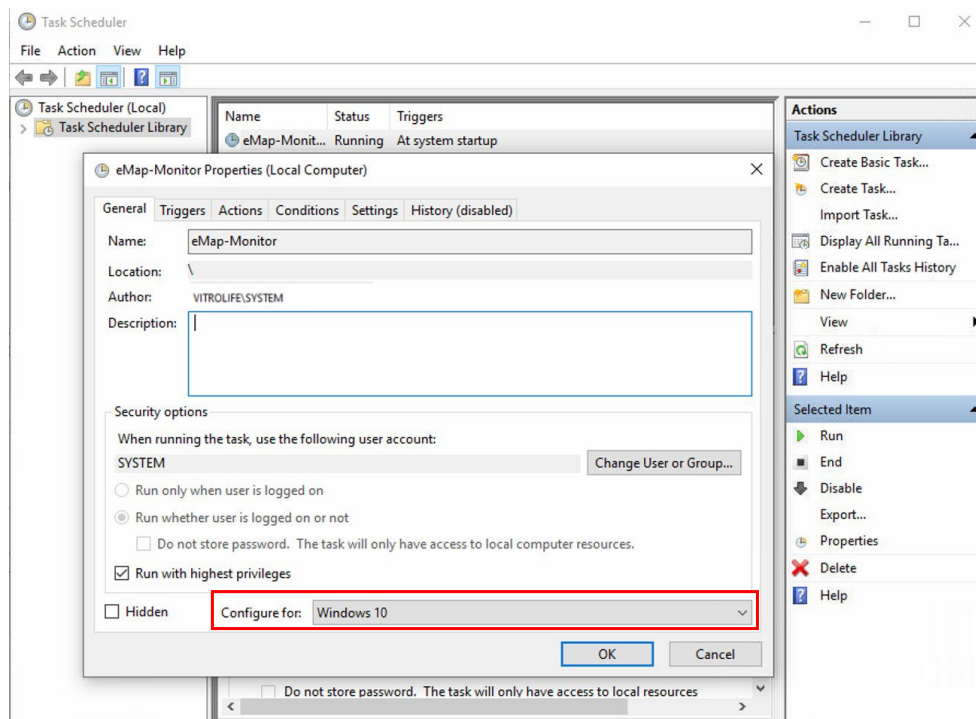 Task Scheduler
File Action View Help
Task Scheduler (Local)
Task Scheduler Library
Name Status Triggers
eMap-Monit... Running At system startup
eMap-Monitor Properties (Local Computer)
General Triggers Actions Conditions Settings History (disabled)
Name: eMap-Monitor
Location: \
Author: VITROLIFE\SYSTEM
Description:
Security options
When running the task, use the following user account:
SYSTEM Change User or Group...
Run only when user is logged on
Run whether user is logged on or not
Do not store password. The task will only have access to local computer resources.
Run with highest privileges
Hidden Configure for: Windows 10
OK Cancel
Do not store password. The task will only have access to local resources
Actions
Task Scheduler Library
Create Basic Task...
Create Task...
Import Task...
Display All Running Ta...
Enable All Tasks History
New Folder...
View
Refresh
Help
Selected Item
Run
End
Disable
Export...
Properties
Delete
Help